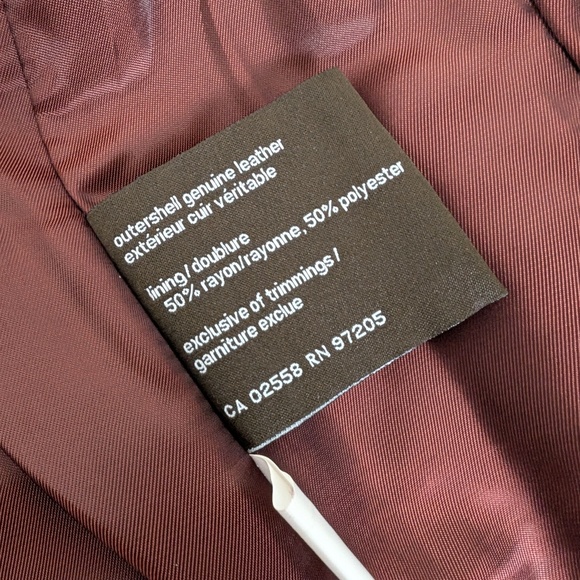 outershell genuine leather
extérieur cuir véritable
lining/doublure
50% rayon/rayonne, 50% polyester
exclusive of trimmings/
garniture exclue
CA 02558 RN 97205